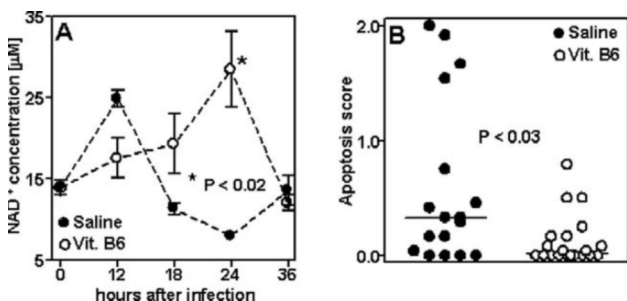 A
NAD+ concentration [µM]
35
25
15
5
*
* P < 0.02
Saline
Vit. B6
0 12 18 24 36
hours after infection
B
Apoptosis score
2.0
1.0
0.0
Saline
Vit. B6
P < 0.03